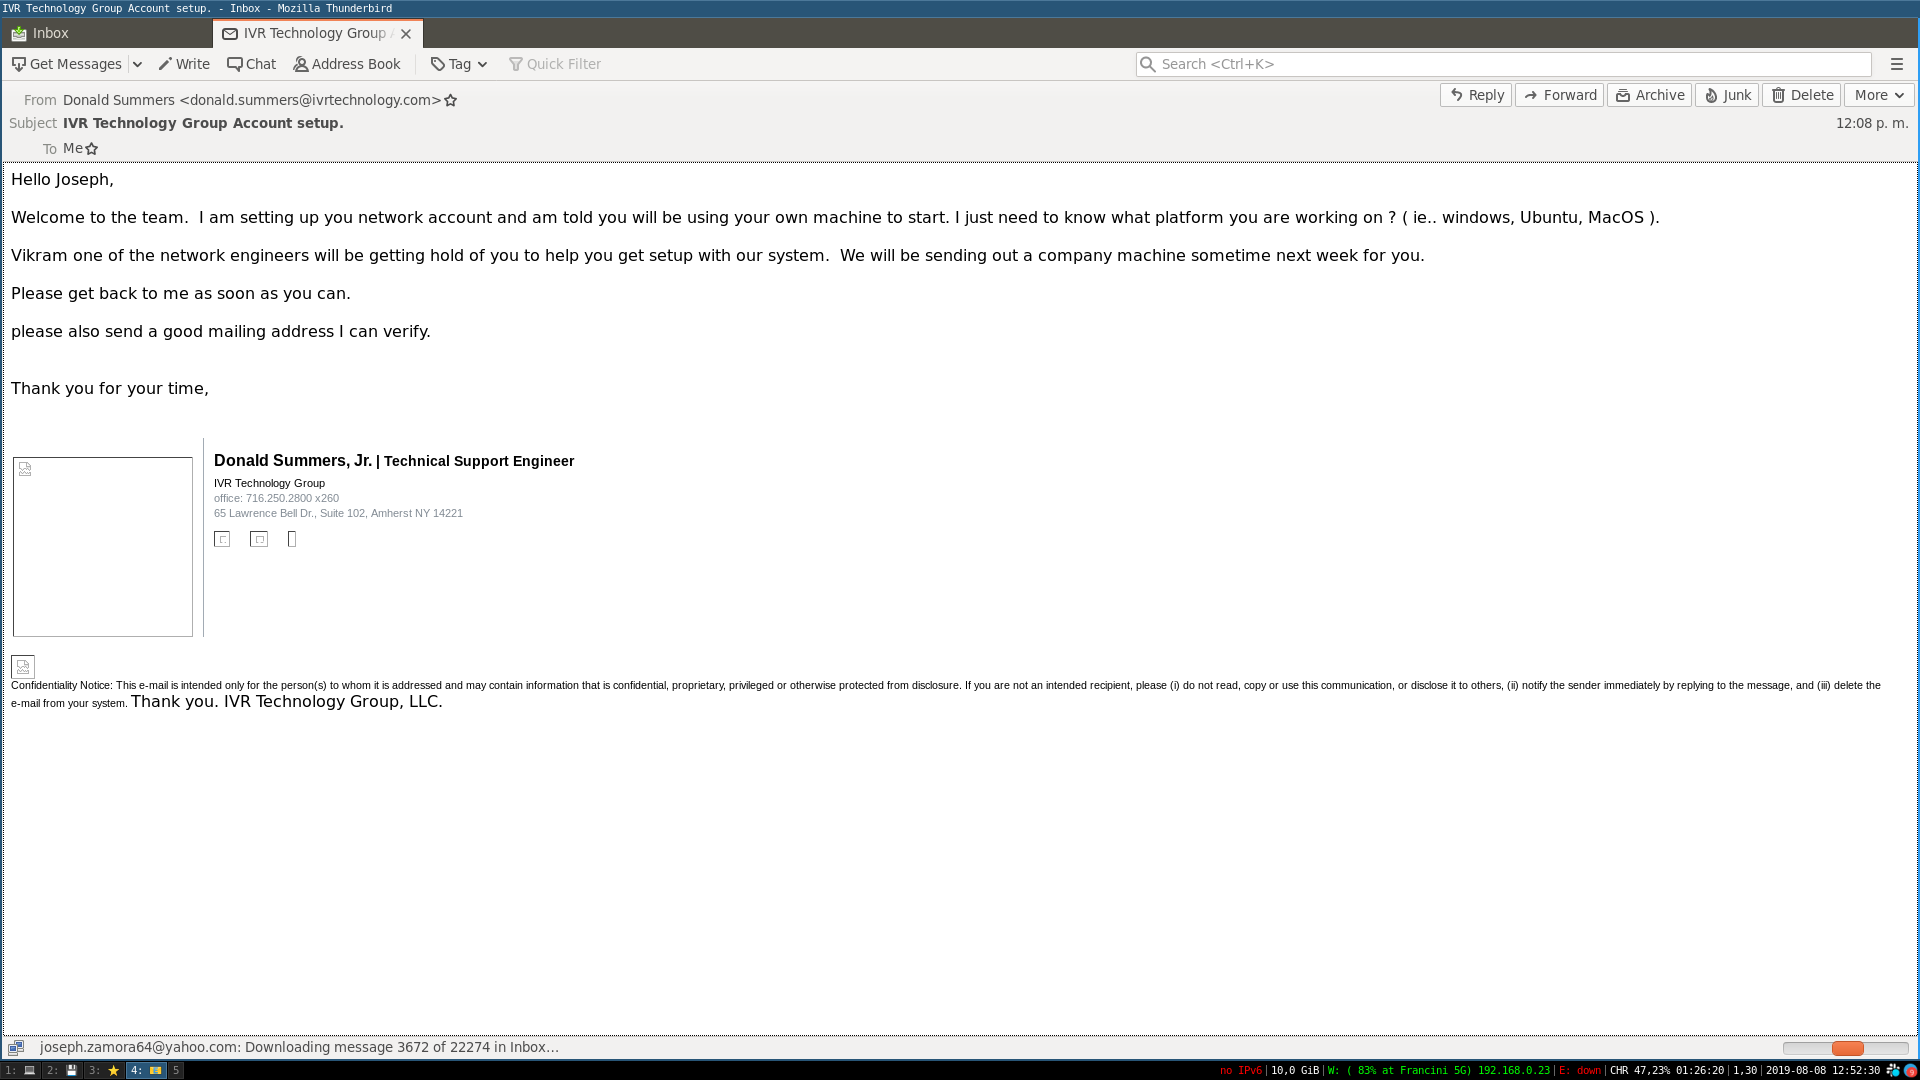 IVR Technology Group Account setup. - Inbox - Mozilla Thunderbird
Inbox
IVR Technology Group
Get Messages
Write
Chat
Address Book
Tag
Quick Filter
Search <Ctrl+K>
From Donald Summers <donald.summers@ivrtechnology.com>
Reply
Forward
Archive
Junk
Delete
More
Subject IVR Technology Group Account setup.
12:08 p. m.
To Me
Hello Joseph,
Welcome to the team.  I am setting up you network account and am told you will be using your own machine to start. I just need to know what platform you are working on ? ( ie.. windows, Ubuntu, MacOS ).
Vikram one of the network engineers will be getting hold of you to help you get setup with our system.  We will be sending out a company machine sometime next week for you.
Please get back to me as soon as you can.
please also send a good mailing address I can verify.
Thank you for your time,
Donald Summers, Jr. | Technical Support Engineer
IVR Technology Group
office: 716.250.2800 x260
65 Lawrence Bell Dr., Suite 102, Amherst NY 14221
Confidentiality Notice: This e-mail is intended only for the person(s) to whom it is addressed and may contain information that is confidential, proprietary, privileged or otherwise protected from disclosure. If you are not an intended recipient, please (i) do not read, copy or use this communication, or disclose it to others, (ii) notify the sender immediately by replying to the message, and (iii) delete the
e-mail from your system. Thank you. IVR Technology Group, LLC.
joseph.zamora64@yahoo.com: Downloading message 3672 of 22274 in Inbox…
1:
2:
3:
4:
5
no IPv6|10,0 GiB|W: ( 83% at Francini 5G) 192.168.0.23|E: down|CHR 47,23% 01:26:20|1,30|2019-08-08 12:52:30